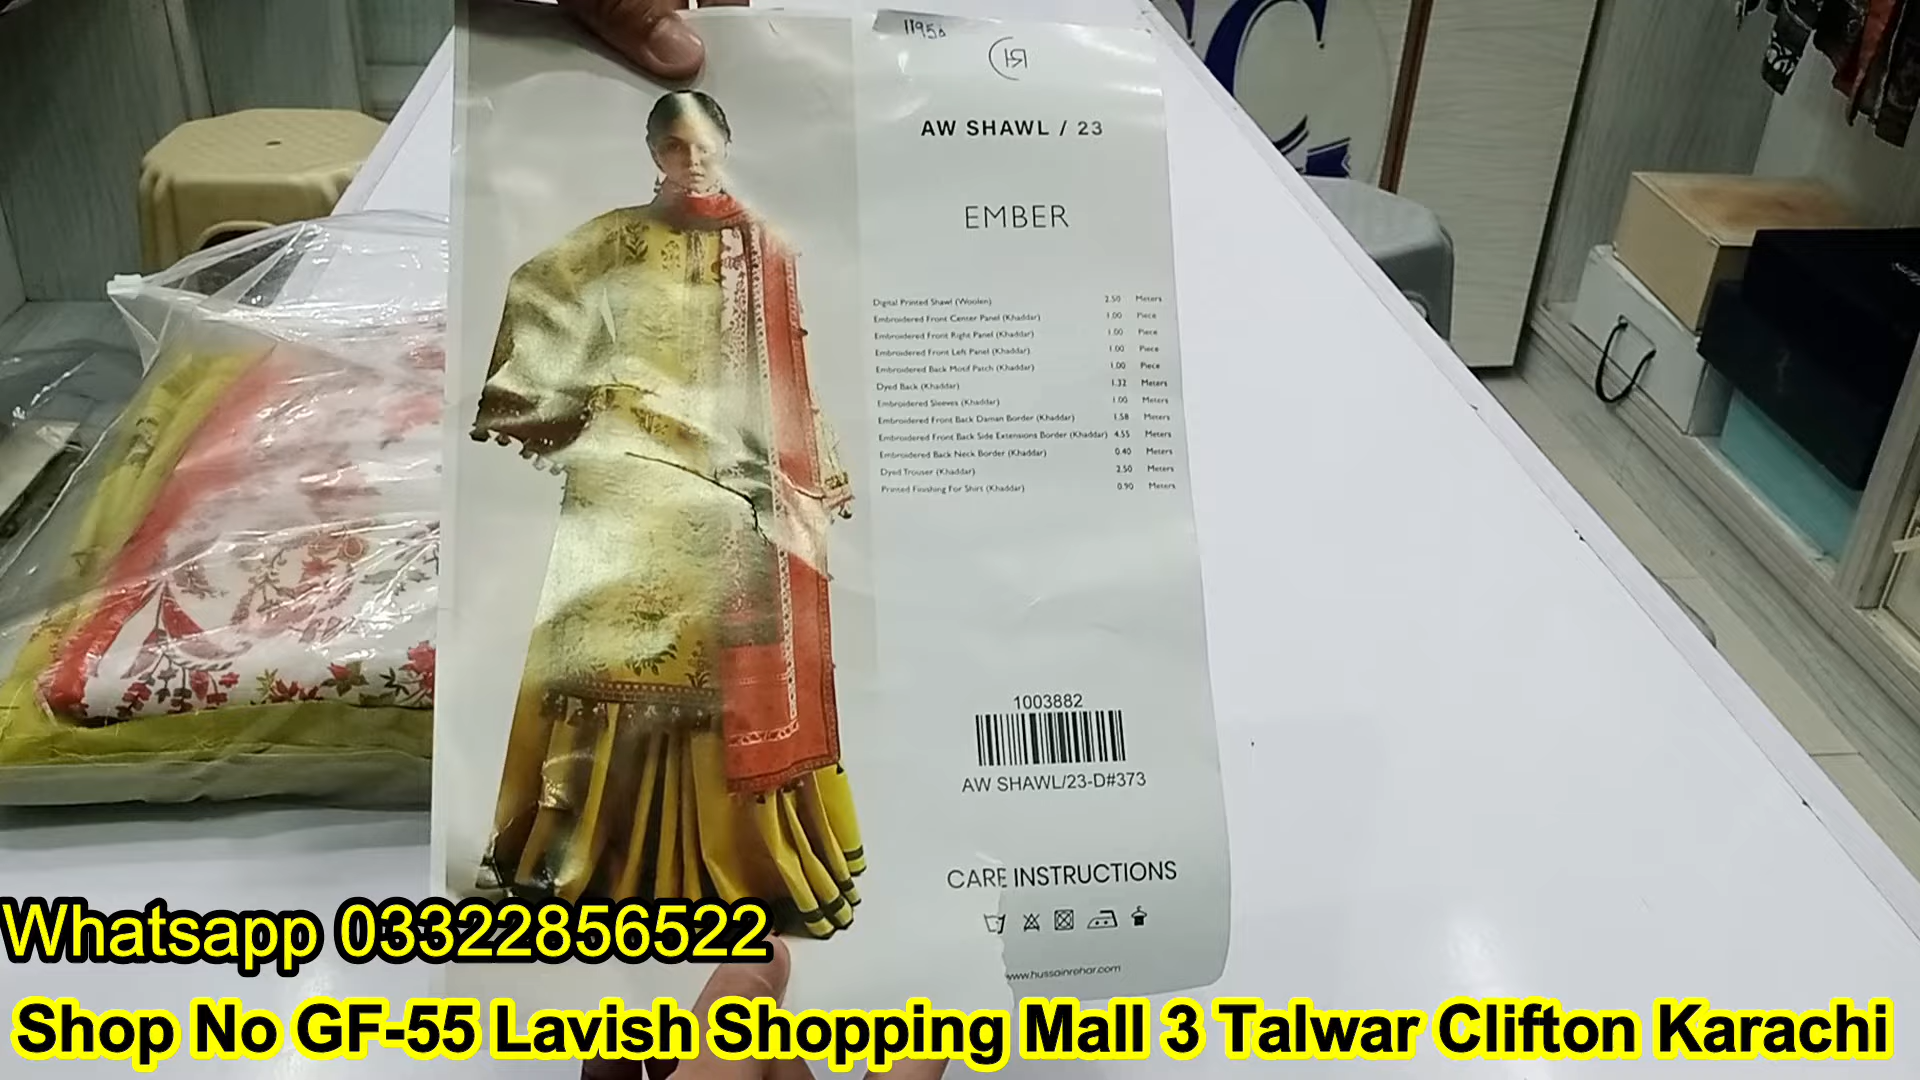 11950
AW SHAWL / 23
EMBER
Digital Printed Shawl (Woolen) 2.50 Meters
Embroidered Front Center Panel (Khaddar) 1.00 Piece
Embroidered Front Right Panel (Khaddar) 1.00 Piece
Embroidered Front Left Panel (Khaddar) 1.00 Piece
Embroidered Back Motif Patch (Khaddar) 1.00 Piece
Dyed Back (Khaddar) 1.32 Meters
Embroidered Sleeves (Khaddar) 1.00 Meters
Embroidered Front Back Daman Border (Khaddar) 1.58 Meters
Embroidered Front Back Side Extensions Border (Khaddar) 4.55 Meters
Embroidered Back Neck Border (Khaddar) 0.40 Meters
Dyed Trouser (Khaddar) 2.50 Meters
Printed Finishing For Shirt (Khaddar) 0.90 Meters
1003882
AW SHAWL/23-D#373
CARE INSTRUCTIONS
www.hussainrehar.com
Whatsapp 03322856522
Shop No GF-55 Lavish Shopping Mall 3 Talwar Clifton Karachi